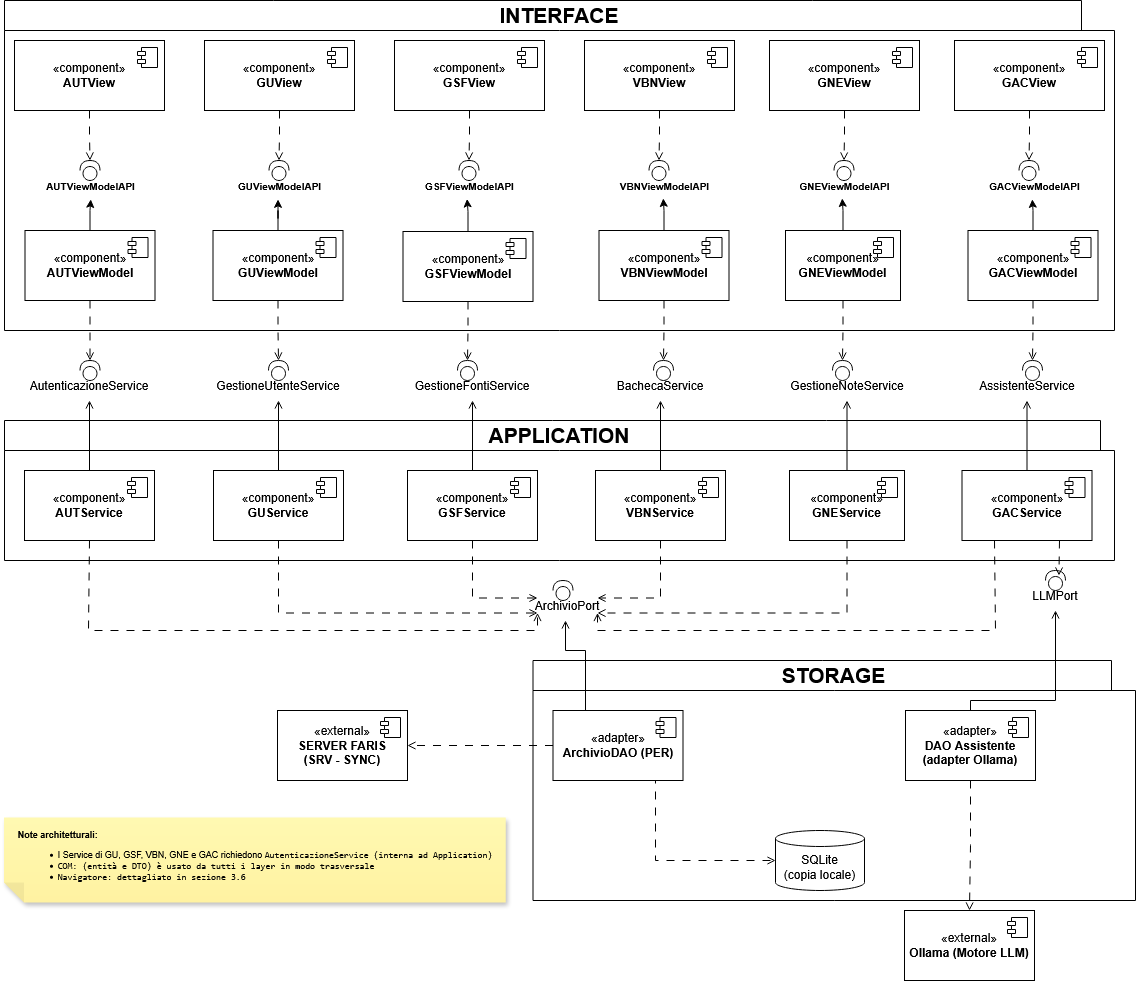 INTERFACE
«component»
AUTView
«component»
GUView
«component»
GSFView
«component»
VBNView
«component»
GNEView
«component»
GACView
AUTViewModelAPI
GUViewModelAPI
GSFViewModelAPI
VBNViewModelAPI
GNEViewModelAPI
GACViewModelAPI
«component»
AUTViewModel
«component»
GUViewModel
«component»
GSFViewModel
«component»
VBNViewModel
«component»
GNEViewModel
«component»
GACViewModel
AutenticazioneService
GestioneUtenteService
GestioneFontiService
BachecaService
GestioneNoteService
AssistenteService
APPLICATION
«component»
AUTService
«component»
GUService
«component»
GSFService
«component»
VBNService
«component»
GNEService
«component»
GACService
ArchivioPort
LLMPort
STORAGE
«external»
SERVER FARIS
(SRV - SYNC)
«adapter»
ArchivioDAO (PER)
«adapter»
DAO Assistente
(adapter Ollama)
SQLite
(copia locale)
Note architetturali:
• I Service di GU, GSF, VBN, GNE e GAC richiedono AutenticazioneService (interna ad Application)
• COM: (entità e DTO) è usato da tutti i layer in modo trasversale
• Navigatore: dettagliato in sezione 3.6
«external»
Ollama (Motore LLM)